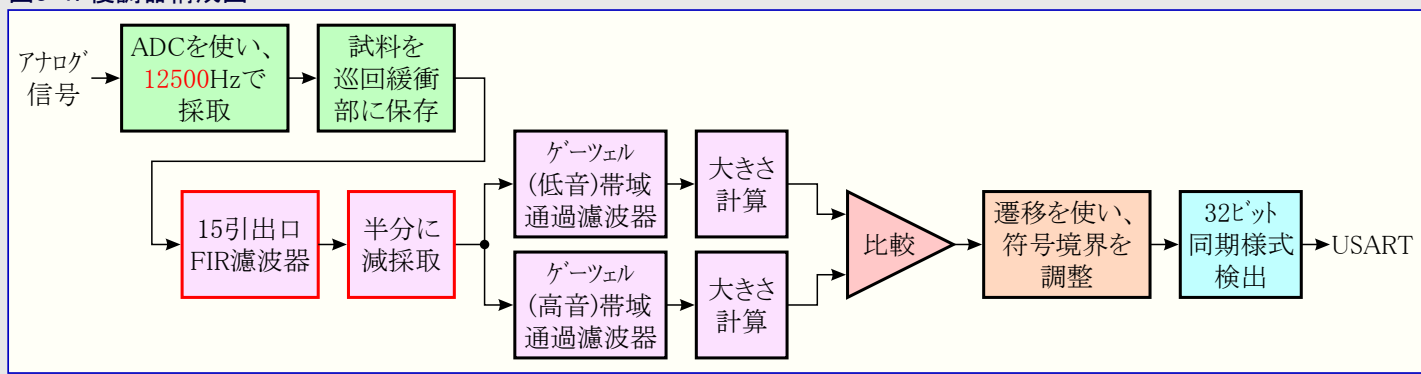 アナログ
信号
ADCを使い、
12500Hzで
採取
試料を
巡回緩衝
部に保存
15引出口
FIR濾波器
半分に
減採取
ゲーツェル
(低音)帯域
通過濾波器
大きさ
計算
ゲーツェル
(高音)帯域
通過濾波器
大きさ
計算
比較
遷移を使い、
符号境界を
調整
32ビット
同期様式
検出
USART